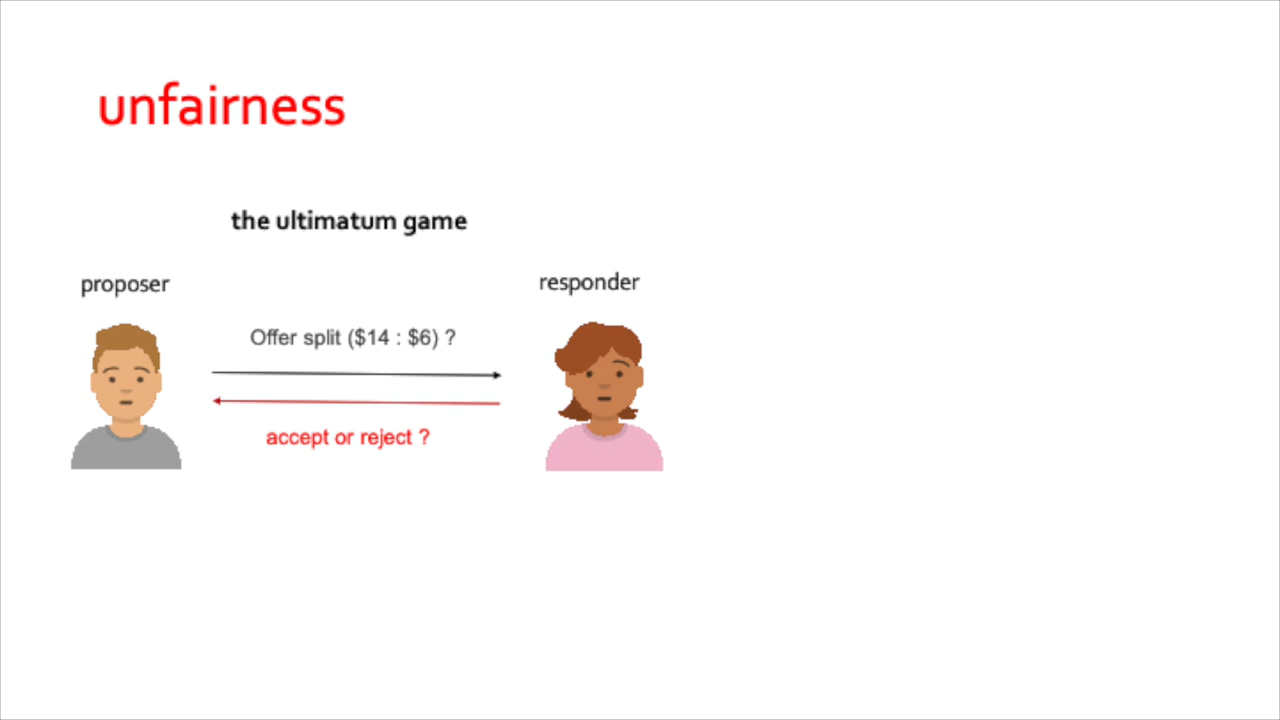 unfairness
the ultimatum game
proposer
responder
Offer split ($14 : $6) ?
accept or reject ?